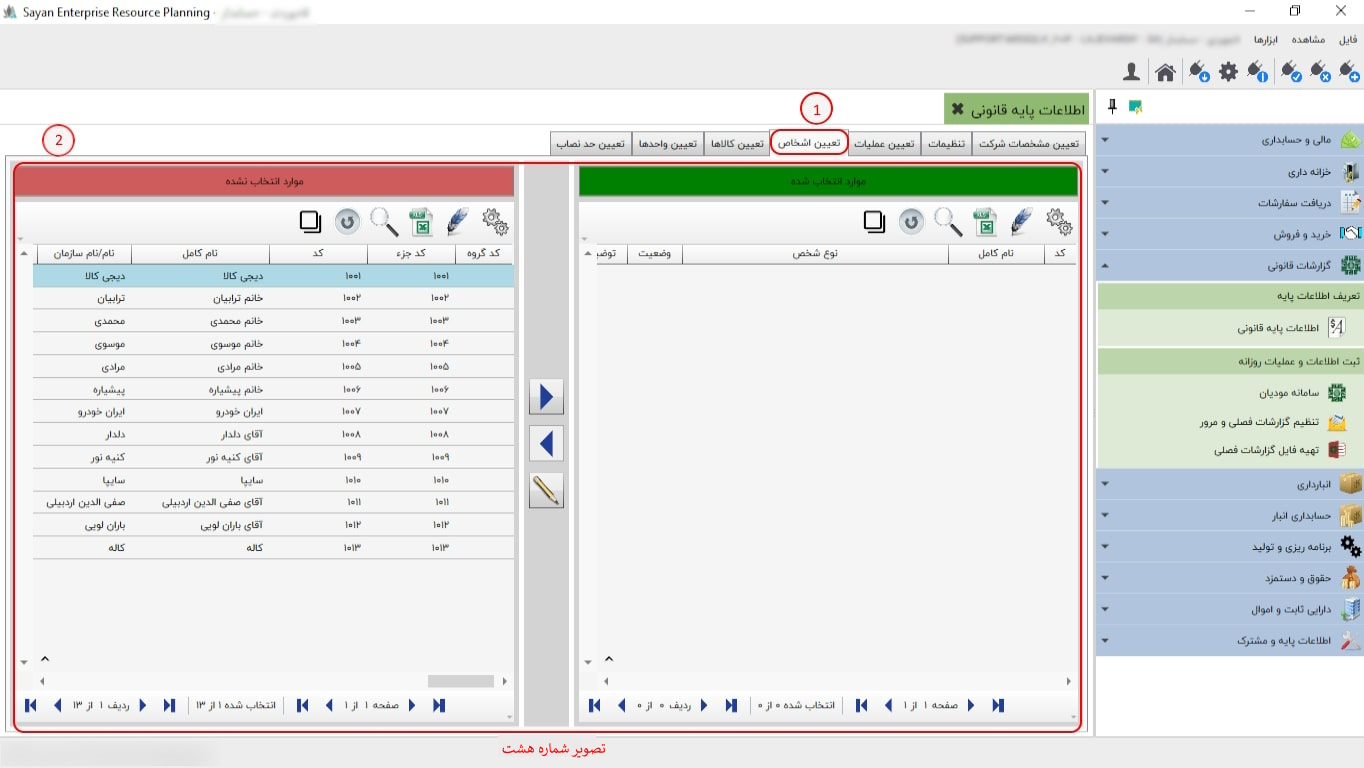 Sayan Enterprise Resource Planning -
فایل
مشاهده
ابزارها
اطلاعات پایه قانونی
1
2
تعیین مشخصات شرکت
تنظیمات
تعیین عملیات
تعیین اشخاص
تعیین کالاها
تعیین واحدها
تعیین حد نصاب
مالی و حسابداری
خزانه داری
دریافت سفارشات
خرید و فروش
گزارشات قانونی
تعریف اطلاعات پایه
اطلاعات پایه قانونی
ثبت اطلاعات و عملیات روزانه
سامانه مودیان
تنظیم گزارشات فصلی و مرور
تهیه فایل گزارشات فصلی
انبارداری
حسابداری انبار
برنامه ریزی و تولید
حقوق و دستمزد
دارایی ثابت و اموال
اطلاعات پایه و مشترک
موارد انتخاب شده
کد نام کامل نوع شخص وضعیت توضی
صفحه ۱ از ۱ انتخاب شده ۰ از ۰ ردیف ۰ از ۰
موارد انتخاب نشده
کد گروه کد جزء کد نام کامل نام/نام سازمان
۱۰۰۱ ۱۰۰۱ دیجی کالا دیجی کالا
۱۰۰۲ ۱۰۰۲ خانم ترابیان ترابیان
۱۰۰۳ ۱۰۰۳ خانم محمدی محمدی
۱۰۰۴ ۱۰۰۴ خانم موسوی موسوی
۱۰۰۵ ۱۰۰۵ خانم مرادی مرادی
۱۰۰۶ ۱۰۰۶ خانم پیشیاره پیشیاره
۱۰۰۷ ۱۰۰۷ ایران خودرو ایران خودرو
۱۰۰۸ ۱۰۰۸ آقای دلدار دلدار
۱۰۰۹ ۱۰۰۹ آقای کنیه نور کنیه نور
۱۰۱۰ ۱۰۱۰ سایپا سایپا
۱۰۱۱ ۱۰۱۱ آقای صفی الدین اردبیلی صفی الدین اردبیلی
۱۰۱۲ ۱۰۱۲ آقای باران لویی باران لویی
۱۰۱۳ ۱۰۱۳ کاله کاله
صفحه ۱ از ۱ انتخاب شده ۱ از ۱۳ ردیف ۱ از ۱۳
تصویر شماره هشت